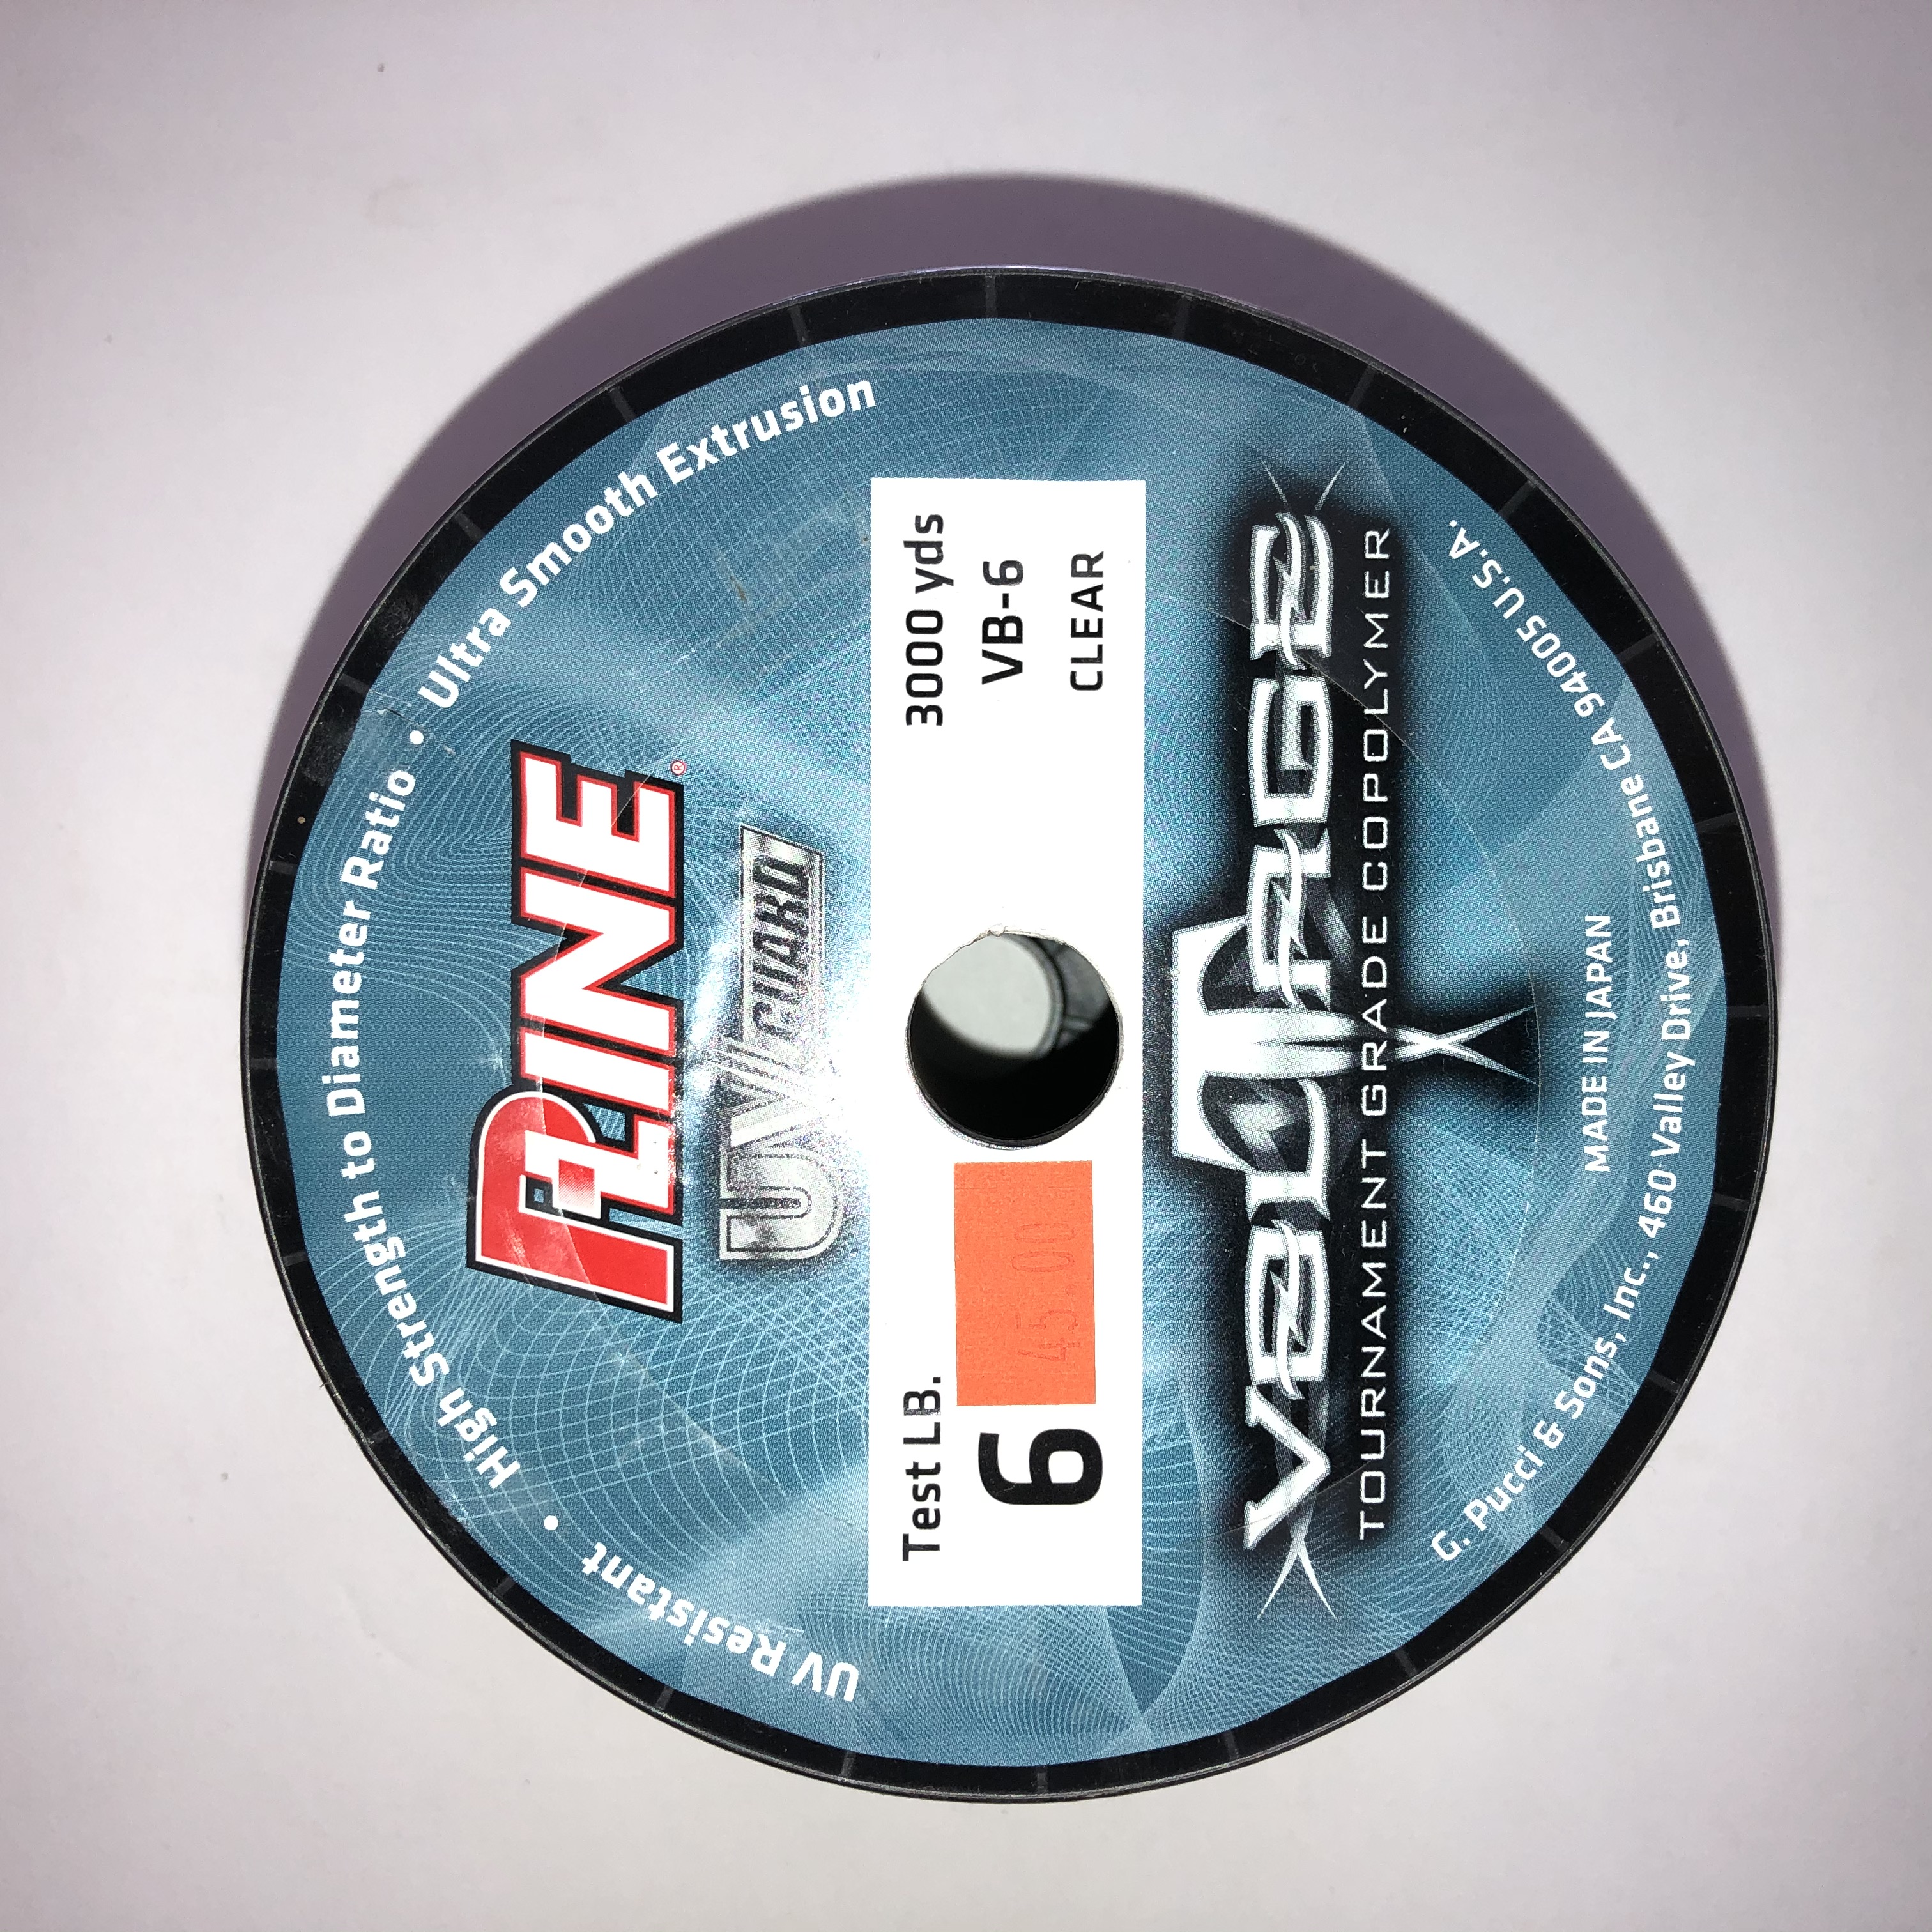 UV Resistant • High Strength to Diameter Ratio • Ultra Smooth Extrusion
PLINE®
UV GUARD
Test LB.
6
45.00
3000 yds
VB-6
CLEAR
VOLTAGE
TOURNAMENT GRADE COPOLYMER
MADE IN JAPAN
G. Pucci & Sons, Inc., 460 Valley Drive, Brisbane CA 94005 U.S.A.